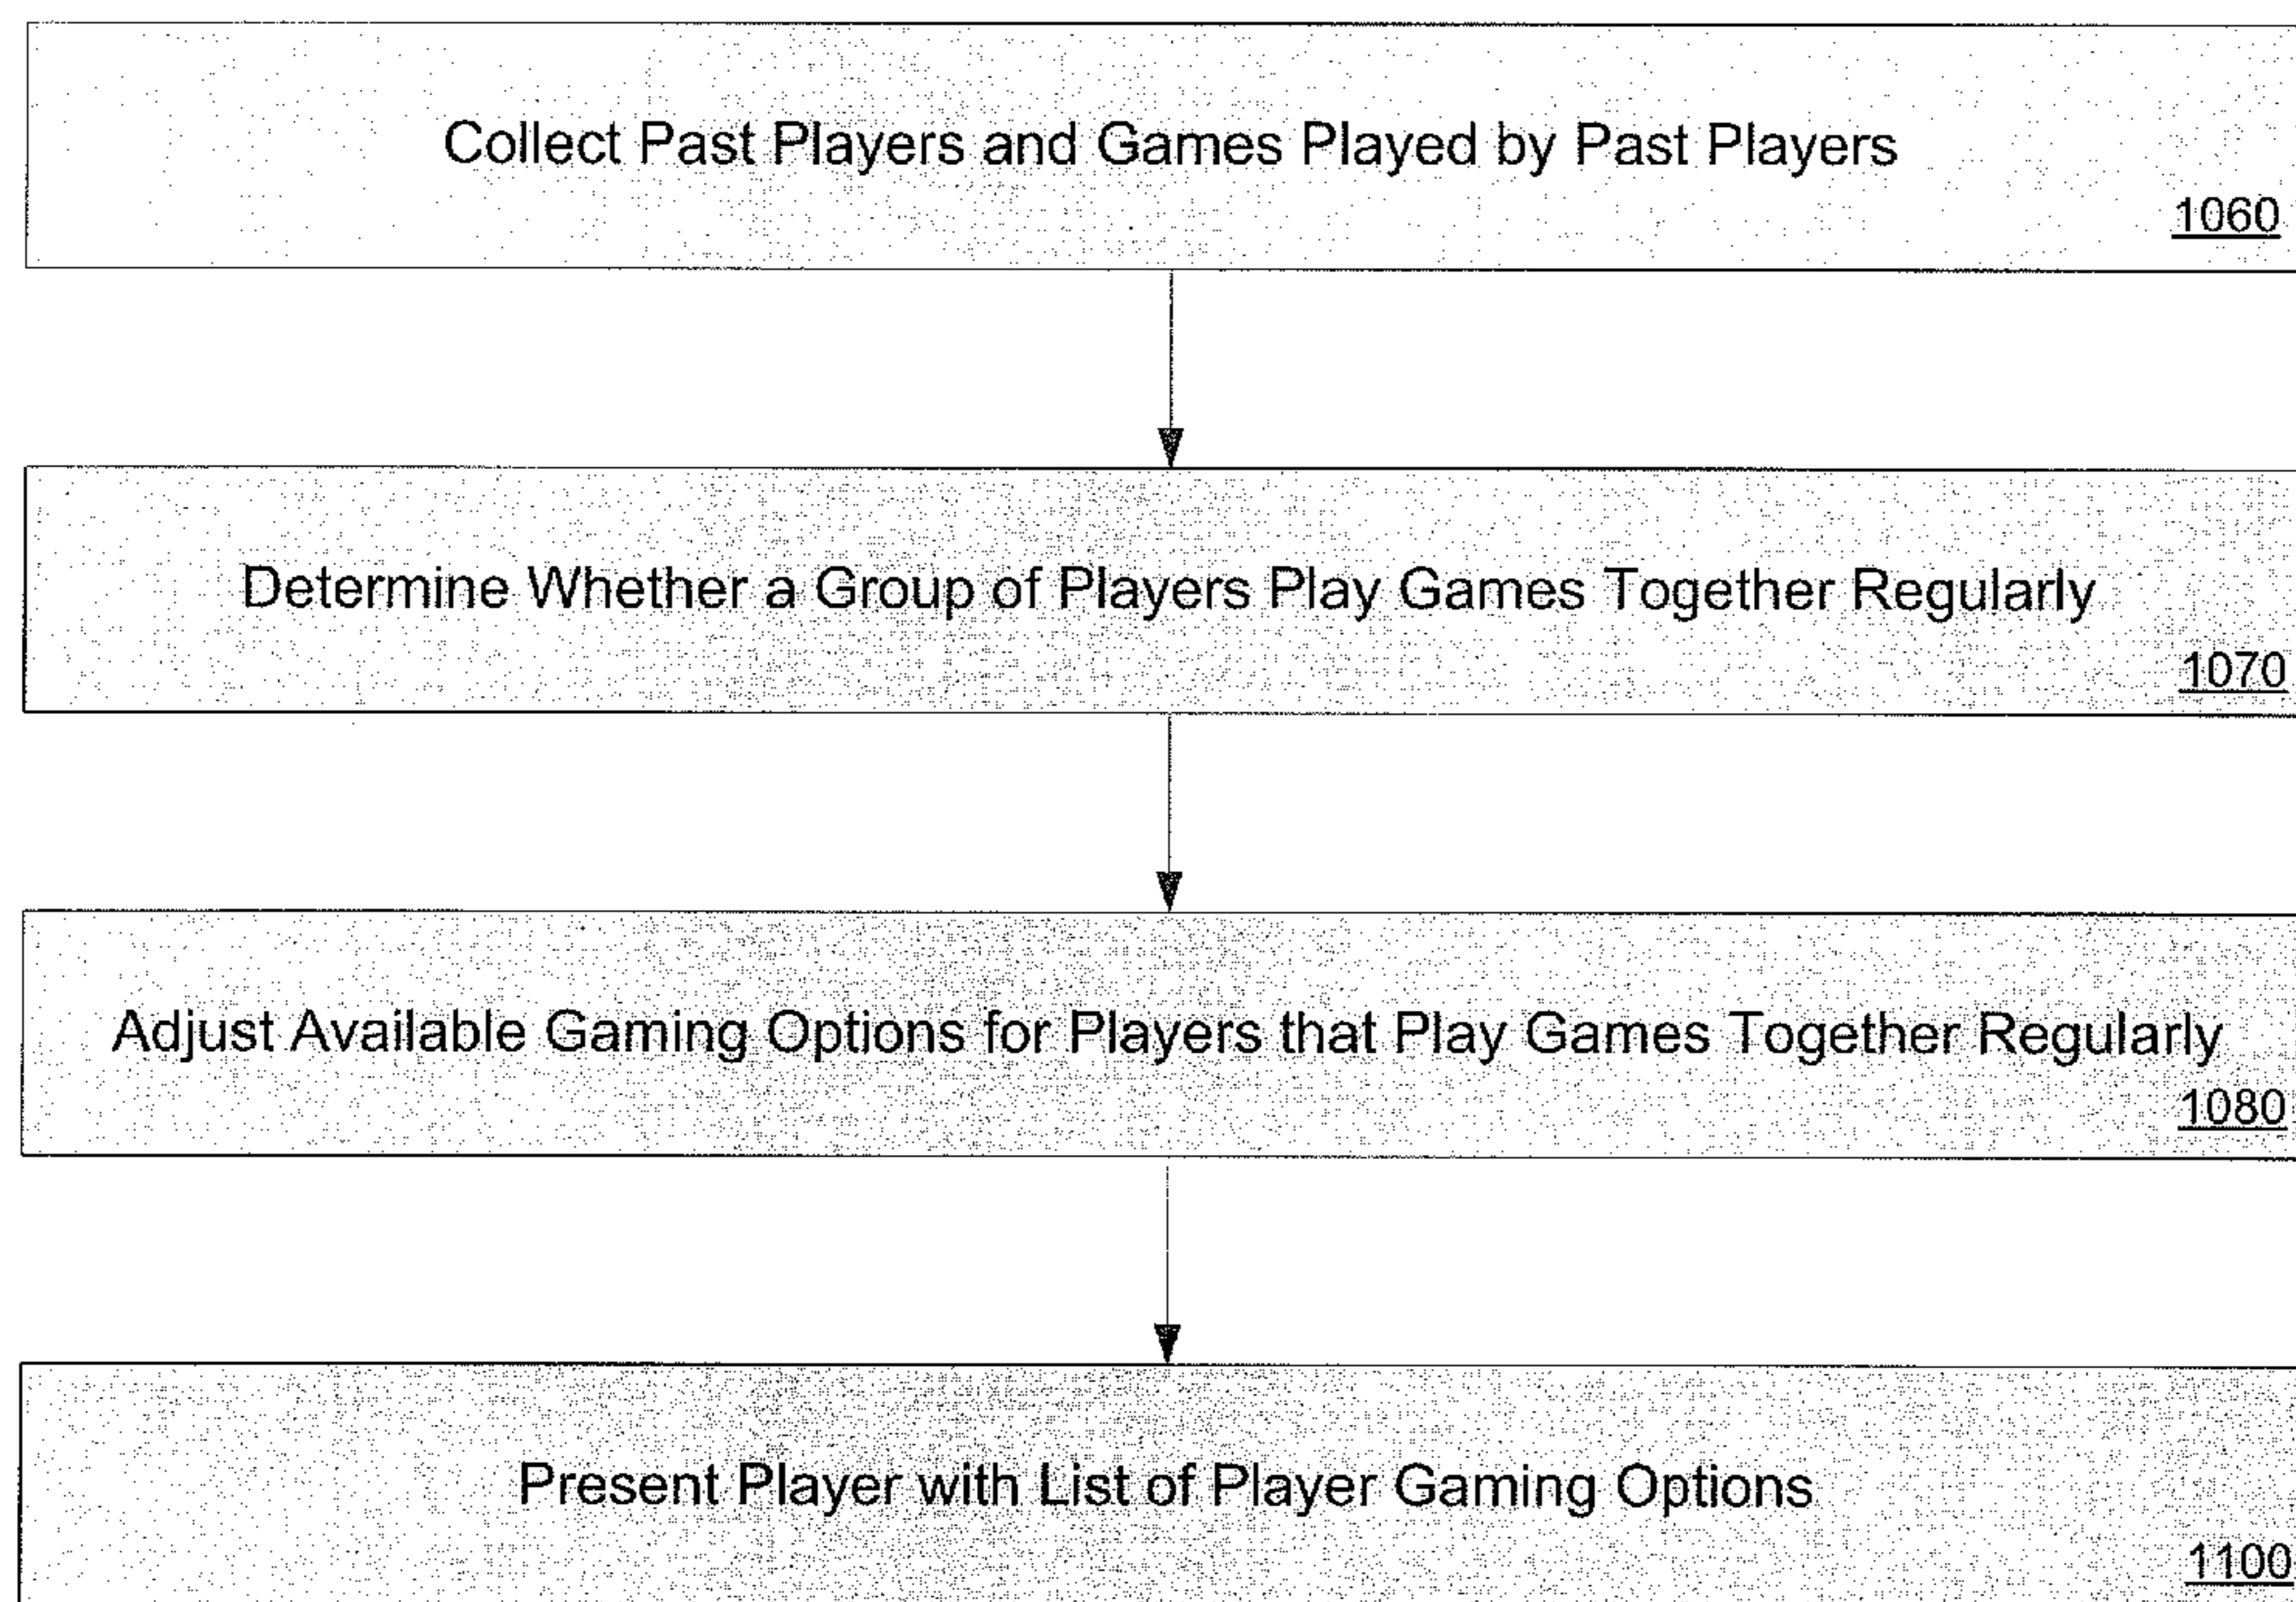 Collect Past Players and Games Played by Past Players
1060
Determine Whether a Group of Players Play Games Together Regularly
1070
Adjust Available Gaming Options for Players that Play Games Together Regularly
1080
Present Player with List of Player Gaming Options
1100